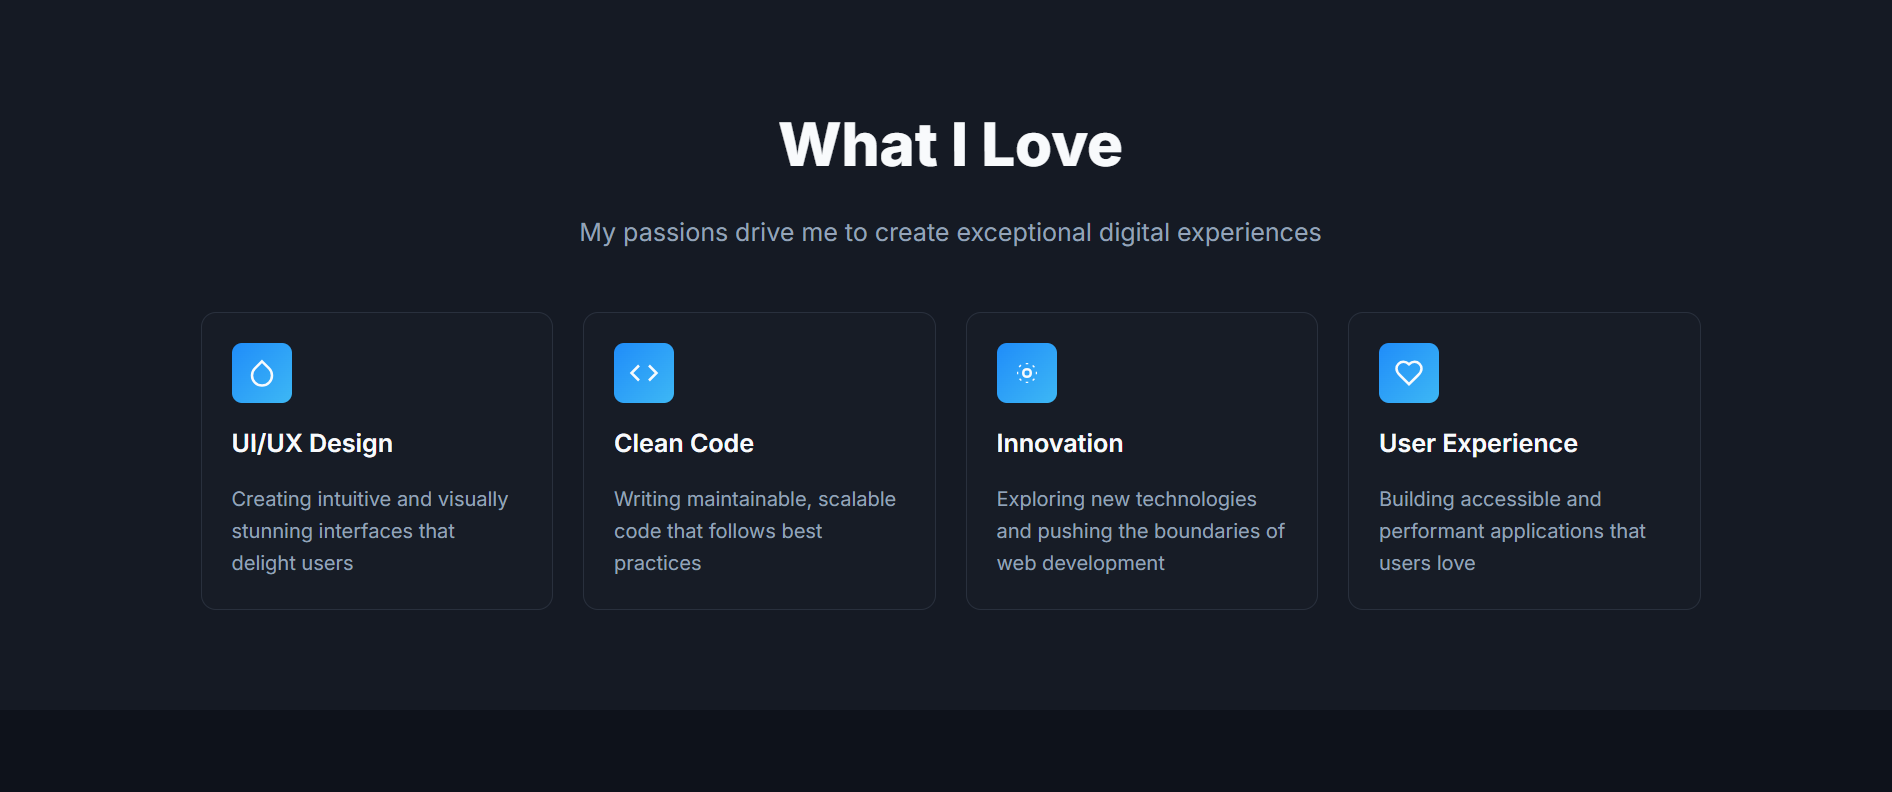 What I Love
My passions drive me to create exceptional digital experiences
UI/UX Design
Creating intuitive and visually
stunning interfaces that
delight users
Clean Code
Writing maintainable, scalable
code that follows best
practices
Innovation
Exploring new technologies
and pushing the boundaries of
web development
User Experience
Building accessible and
performant applications that
users love